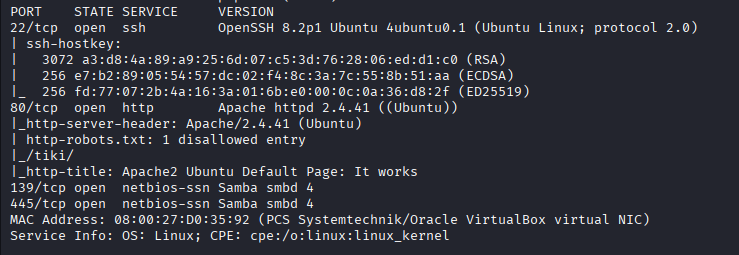 PORT    STATE SERVICE     VERSION
22/tcp  open  ssh         OpenSSH 8.2p1 Ubuntu 4ubuntu0.1 (Ubuntu Linux; protocol 2.0)
| ssh-hostkey:
|   3072 a3:d8:4a:89:a9:25:6d:07:c5:3d:76:28:06:ed:d1:c0 (RSA)
|   256 e7:b2:89:05:54:57:dc:02:f4:8c:3a:7c:55:8b:51:aa (ECDSA)
|_  256 fd:77:07:2b:4a:16:3a:01:6b:e0:00:0c:0a:36:d8:2f (ED25519)
80/tcp  open  http        Apache httpd 2.4.41 ((Ubuntu))
|_http-server-header: Apache/2.4.41 (Ubuntu)
| http-robots.txt: 1 disallowed entry
|_/tiki/
|_http-title: Apache2 Ubuntu Default Page: It works
139/tcp open  netbios-ssn Samba smbd 4
445/tcp open  netbios-ssn Samba smbd 4
MAC Address: 08:00:27:D0:35:92 (PCS Systemtechnik/Oracle VirtualBox virtual NIC)
Service Info: OS: Linux; CPE: cpe:/o:linux:linux_kernel